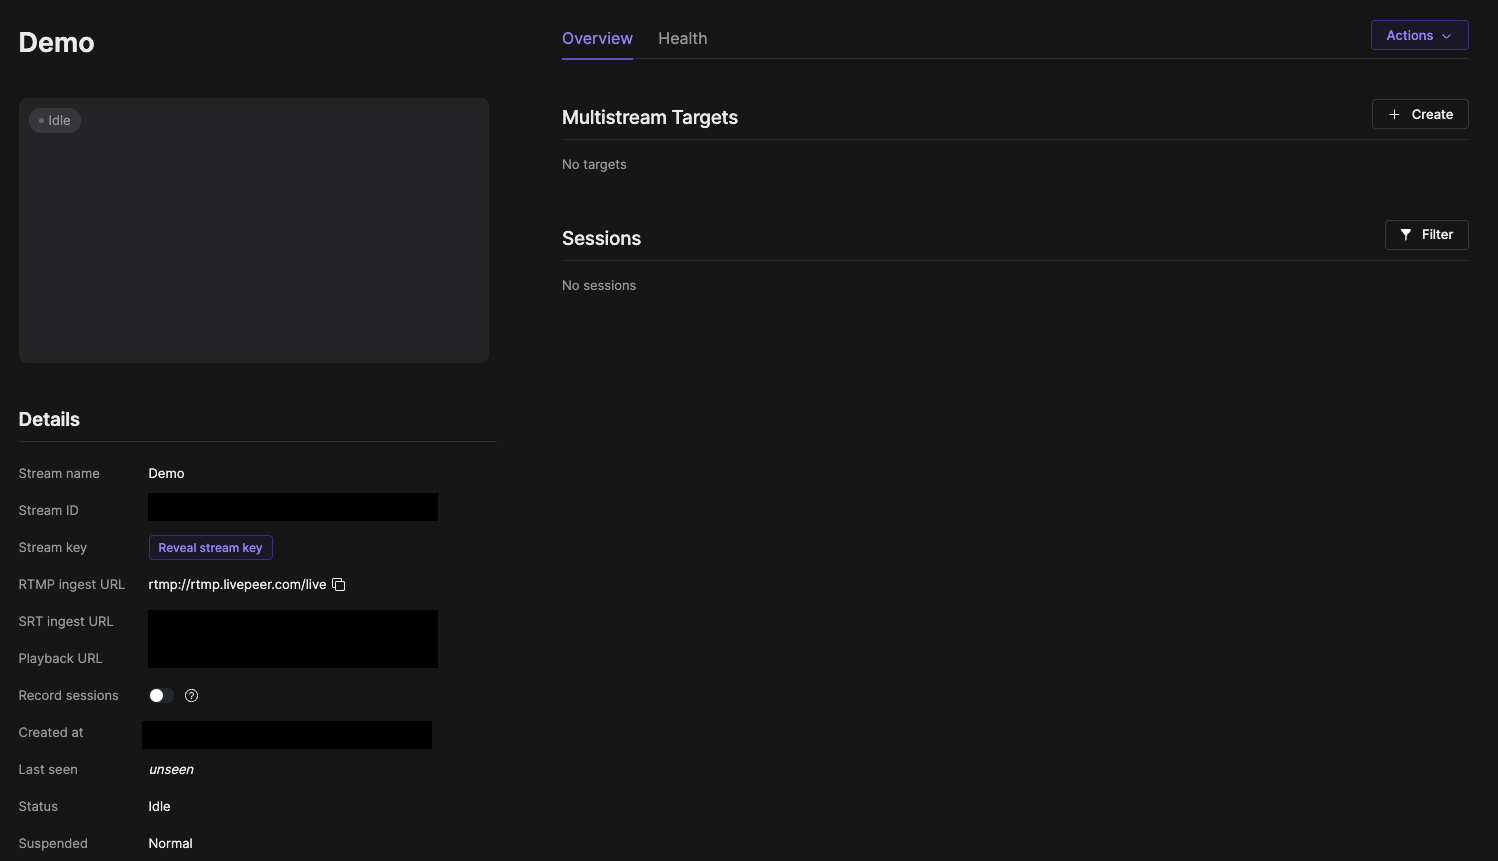 Demo
Idle
Details
Stream name Demo
Stream ID
Stream key Reveal stream key
RTMP ingest URL rtmp://rtmp.livepeer.com/live
SRT ingest URL
Playback URL
Record sessions ?
Created at
Last seen unseen
Status Idle
Suspended Normal
Overview Health Actions
Multistream Targets + Create
No targets
Sessions Filter
No sessions